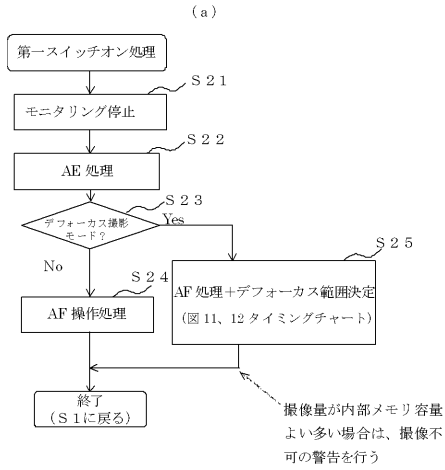 (a)
第一スイッチオン処理
S21
モニタリング停止
S22
AE 処理
S23
デフォーカス撮影
モード？
Yes
No
S24
AF 操作処理
S25
AF 処理＋デフォーカス範囲決定
(図11、12タイミングチャート)
終了
(S1に戻る)
撮像量が内部メモリ容量
よい多い場合は、撮像不
可の警告を行う